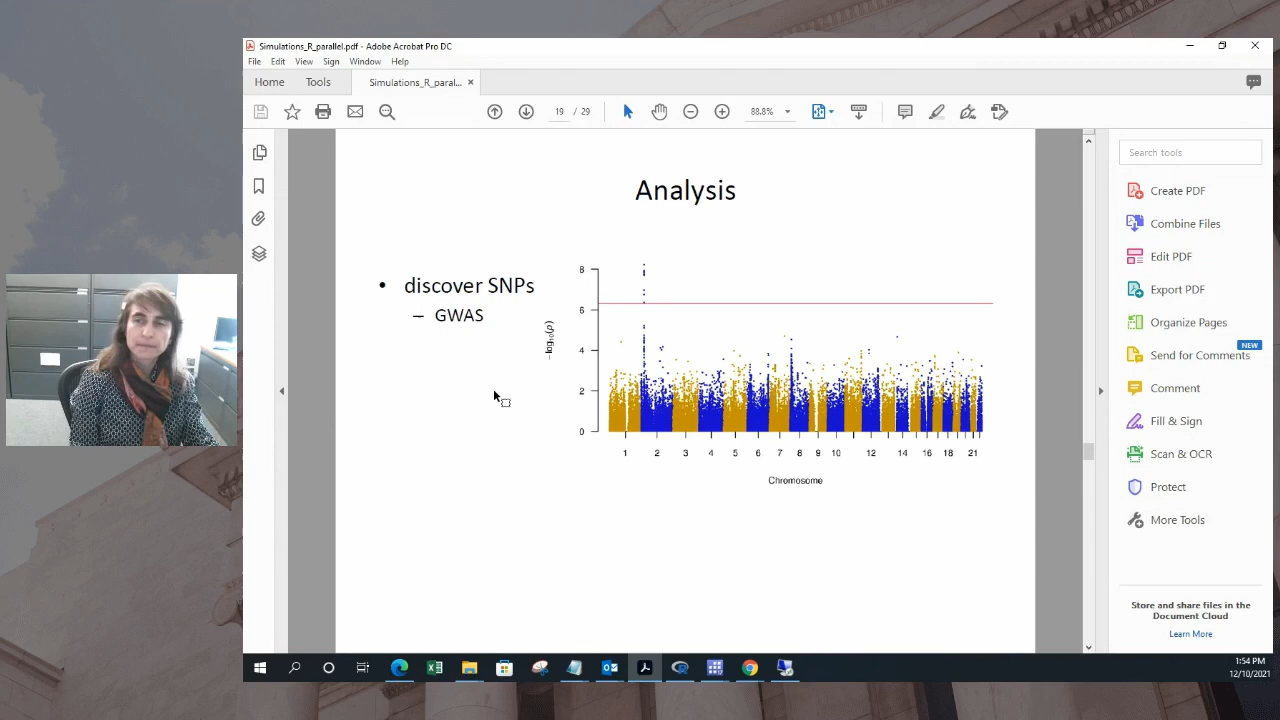 Simulations_R_parallel.pdf - Adobe Acrobat Pro DC
File Edit View Sign Window Help
Home Tools Simulations_R_paral... ×
19 / 29 88.8%
Analysis
• discover SNPs
– GWAS
8
6
4
2
0
−log10(p)
1 2 3 4 5 6 7 8 9 10 12 14 16 18 21
Chromosome
Search tools
Create PDF
Combine Files
Edit PDF
Export PDF
Organize Pages
NEW
Send for Comments
Comment
Fill & Sign
Scan & OCR
Protect
More Tools
Store and share files in the
Document Cloud
Learn More
1:54 PM
12/10/2021